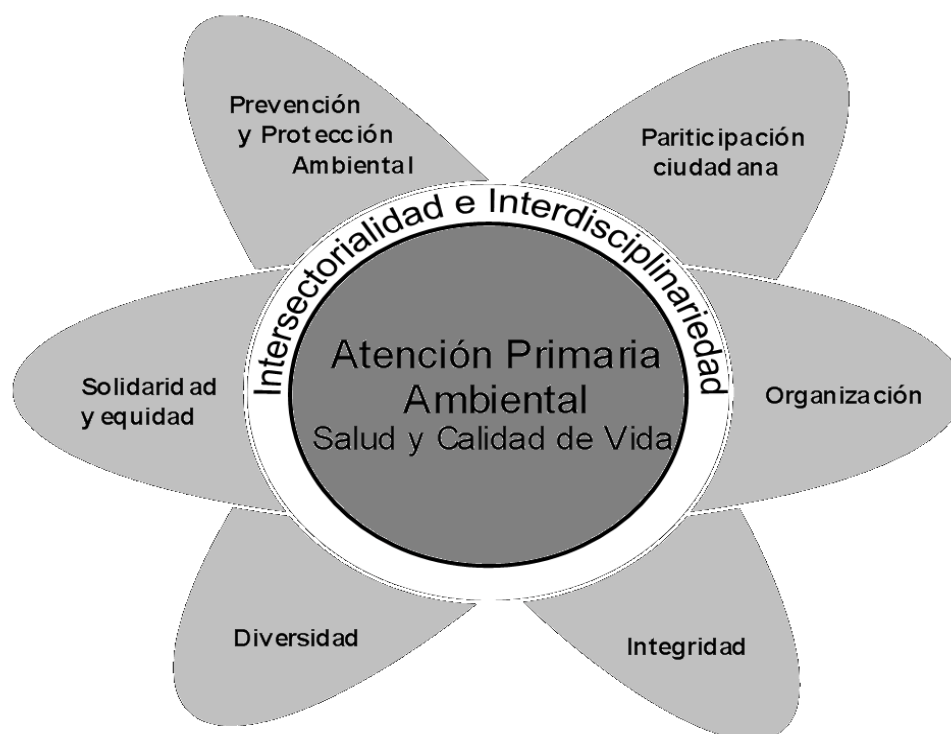 Prevención
y Protección
Ambiental
Pariticipación
ciudadana
Intersectorialidad e Interdisciplinariedad
Atención Primaria
Ambiental
Salud y Calidad de Vida
Solidaridad
y equidad
Organización
Diversidad
Integridad